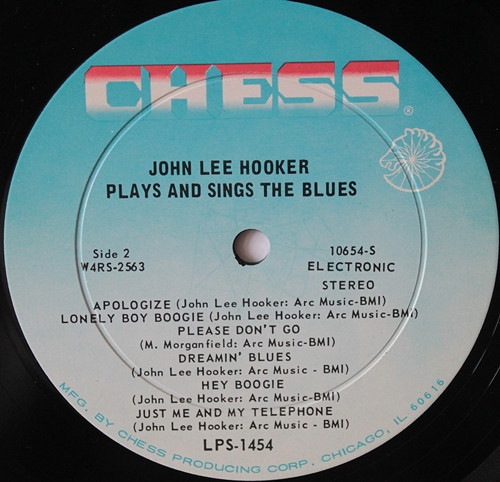 CHESS
®
JOHN LEE HOOKER
PLAYS AND SINGS THE BLUES
Side 2
W4RS-2563
10654-S
ELECTRONIC
STEREO
APOLOGIZE (John Lee Hooker: Arc Music-BMI)
LONELY BOY BOOGIE (John Lee Hooker: Arc Music-BMI)
PLEASE DON'T GO
(M. Morganfield: Arc Music-BMI)
DREAMIN' BLUES
(John Lee Hooker: Arc Music - BMI)
HEY BOOGIE
(John Lee Hooker: Arc Music-BMI)
JUST ME AND MY TELEPHONE
(John Lee Hooker: Arc Music - BMI)
LPS-1454
MFG. BY CHESS PRODUCING CORP. CHICAGO, IL 60616